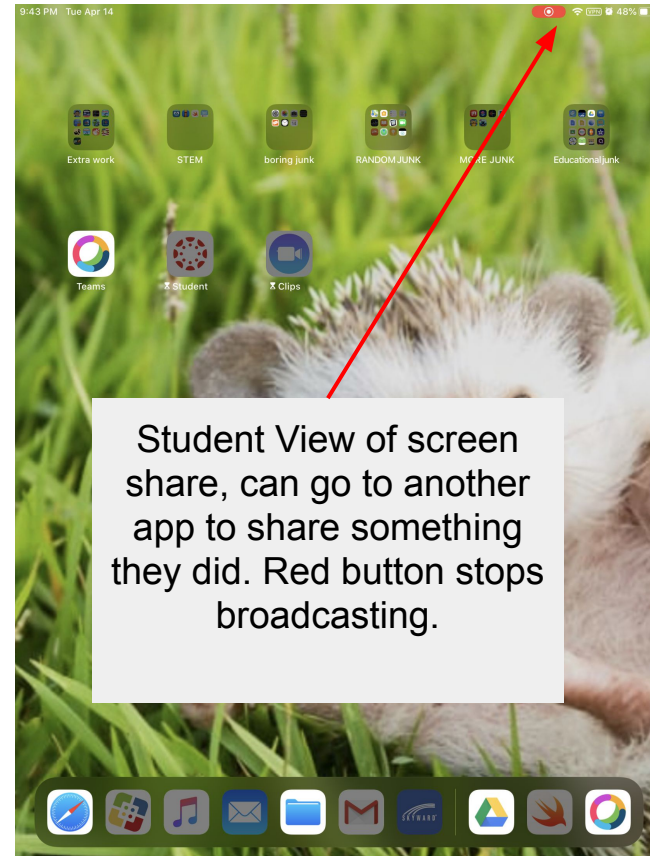 9:43 PM Tue Apr 14
VPN 48%
Extra work
STEM
boring junk
RANDOM JUNK
MORE JUNK
Educational junk
Teams
Student
Clips
Student View of screen
share, can go to another
app to share something
they did. Red button stops
broadcasting.
SKYWARD